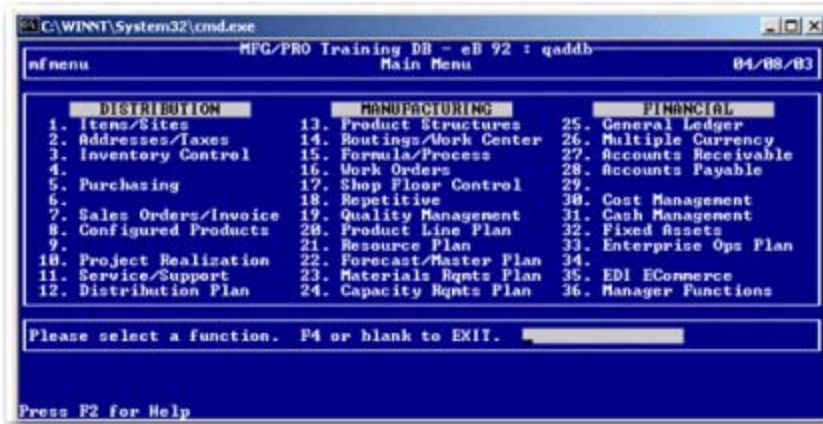 C:\WINNT\System32\cmd.exe
MFG/PRO Training DB - eB 92 : qaddb
mfmenu Main Menu 04/08/03
DISTRIBUTION MANUFACTURING FINANCIAL
1. Items/Sites 13. Product Structures 25. General Ledger
2. Addresses/Taxes 14. Routings/Work Center 26. Multiple Currency
3. Inventory Control 15. Formula/Process 27. Accounts Receivable
4. 16. Work Orders 28. Accounts Payable
5. Purchasing 17. Shop Floor Control 29.
6. 18. Repetitive 30. Cost Management
7. Sales Orders/Invoice 19. Quality Management 31. Cash Management
8. Configured Products 20. Product Line Plan 32. Fixed Assets
9. 21. Resource Plan 33. Enterprise Ops Plan
10. Project Realization 22. Forecast/Master Plan 34.
11. Service/Support 23. Materials Rqmts Plan 35. EDI ECommerce
12. Distribution Plan 24. Capacity Rqmts Plan 36. Manager Functions
Please select a function. F4 or blank to EXIT.
Press F2 for Help